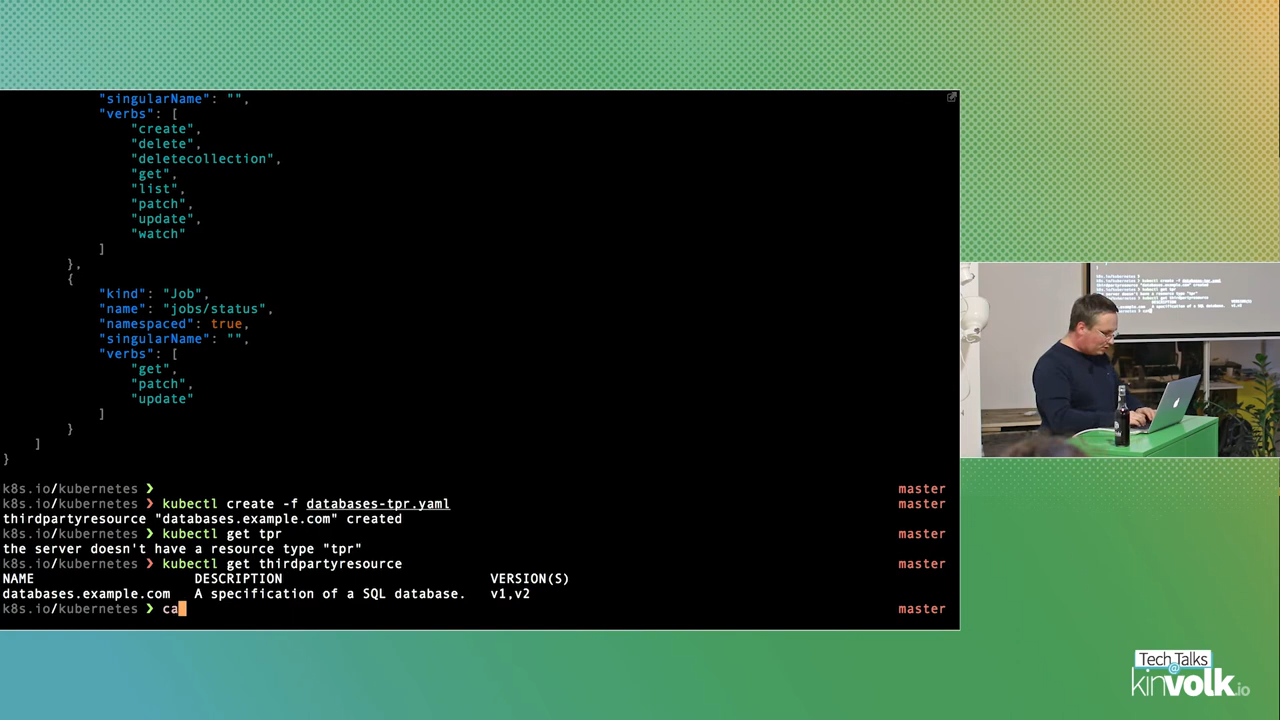 "singularName": "",
"verbs": [
"create",
"delete",
"deletecollection",
"get",
"list",
"patch",
"update",
"watch"
]
},
{
"kind": "Job",
"name": "jobs/status",
"namespaced": true,
"singularName": "",
"verbs": [
"get",
"patch",
"update"
]
}
]
}
k8s.io/kubernetes ❯ master
k8s.io/kubernetes ❯ kubectl create -f databases-tpr.yaml master
thirdpartyresource "databases.example.com" created
k8s.io/kubernetes ❯ kubectl get tpr master
the server doesn't have a resource type "tpr"
k8s.io/kubernetes ❯ kubectl get thirdpartyresource master
NAME DESCRIPTION VERSION(S)
databases.example.com A specification of a SQL database. v1,v2
k8s.io/kubernetes ❯ ca master
Tech Talks
@
kinvolk.io